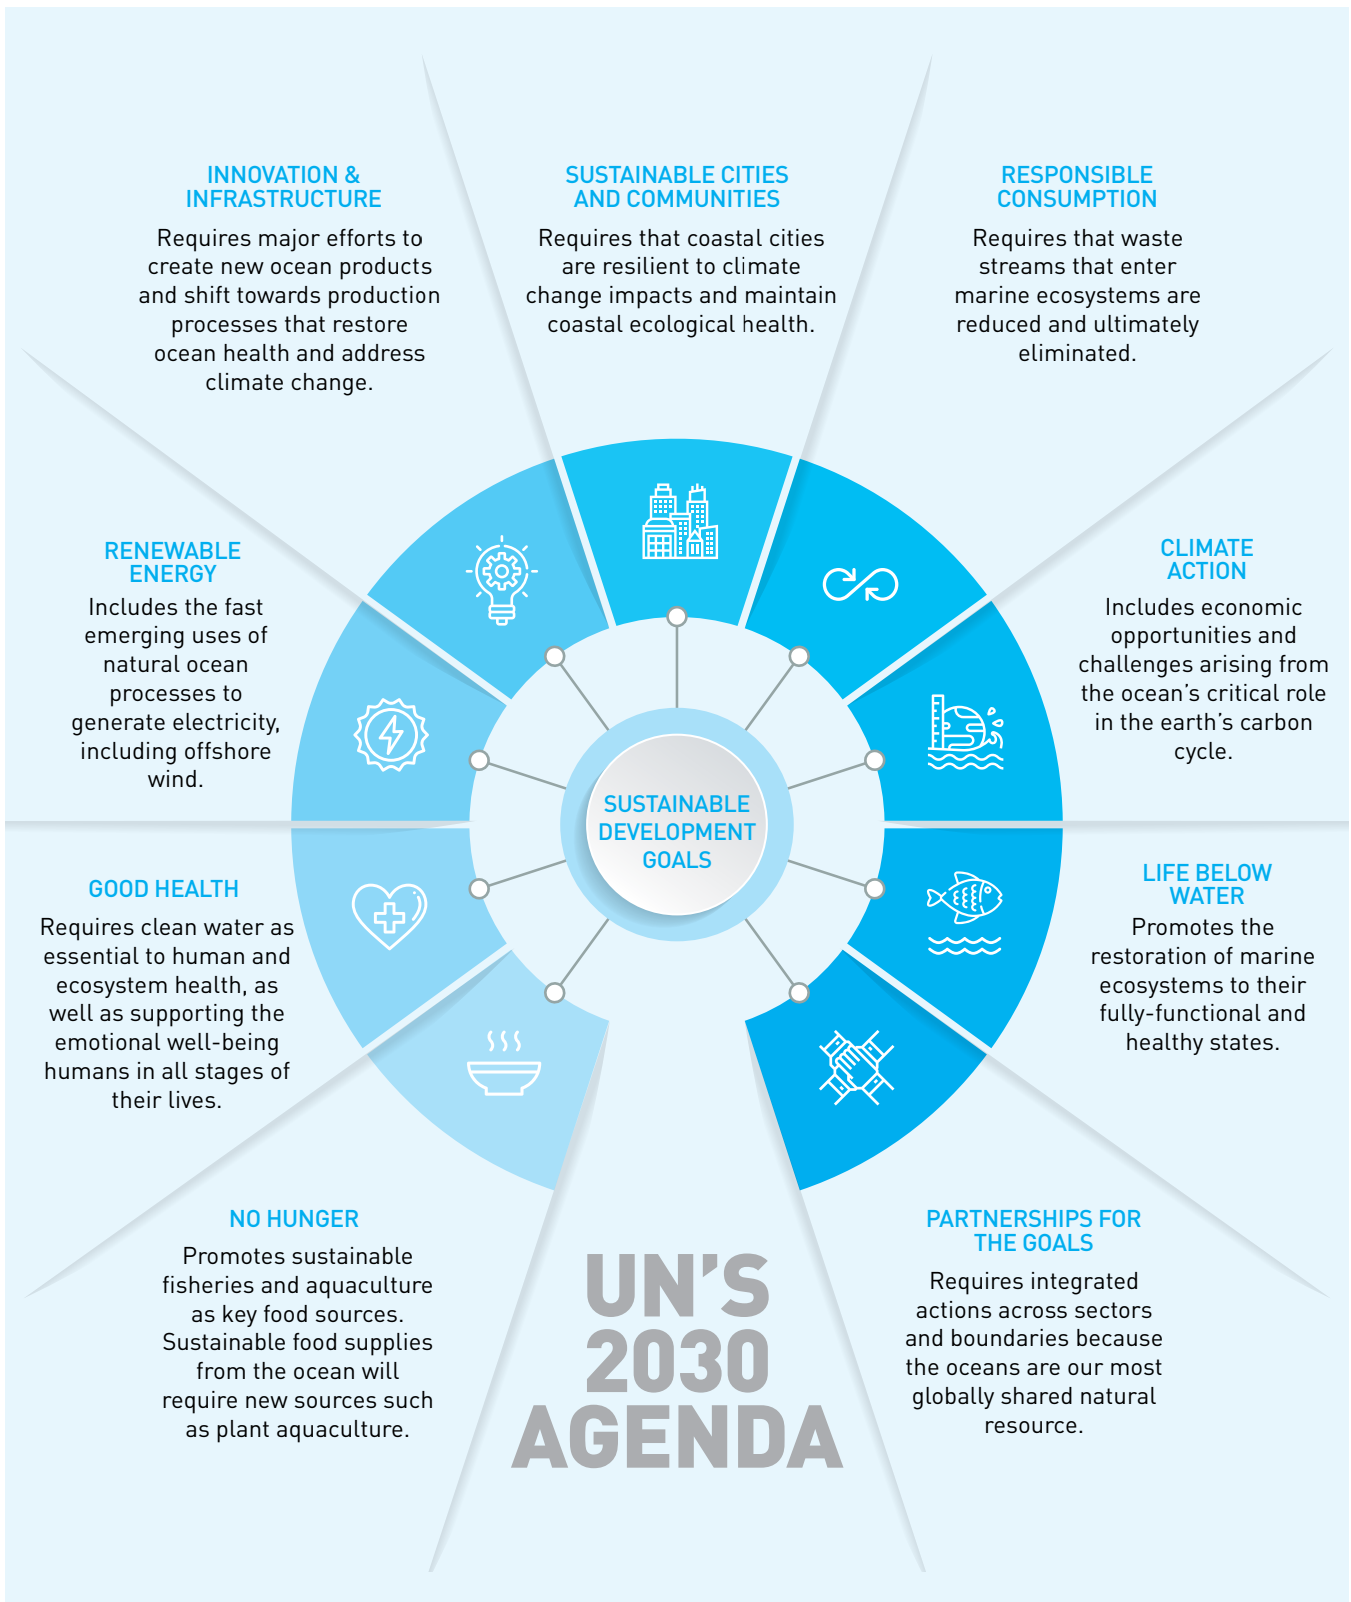 INNOVATION &
INFRASTRUCTURE
Requires major efforts to
create new ocean products
and shift towards production
processes that restore
ocean health and address
climate change.
SUSTAINABLE CITIES
AND COMMUNITIES
Requires that coastal cities
are resilient to climate
change impacts and maintain
coastal ecological health.
RESPONSIBLE
CONSUMPTION
Requires that waste
streams that enter
marine ecosystems are
reduced and ultimately
eliminated.
RENEWABLE
ENERGY
Includes the fast
emerging uses of
natural ocean
processes to
generate electricity,
including offshore
wind.
CLIMATE
ACTION
Includes economic
opportunities and
challenges arising from
the ocean's critical role
in the earth's carbon
cycle.
SUSTAINABLE
DEVELOPMENT
GOALS
GOOD HEALTH
Requires clean water as
essential to human and
ecosystem health, as
well as supporting the
emotional well-being
humans in all stages of
their lives.
LIFE BELOW
WATER
Promotes the
restoration of marine
ecosystems to their
fully-functional and
healthy states.
NO HUNGER
Promotes sustainable
fisheries and aquaculture
as key food sources.
Sustainable food supplies
from the ocean will
require new sources such
as plant aquaculture.
UN'S
2030
AGENDA
PARTNERSHIPS FOR
THE GOALS
Requires integrated
actions across sectors
and boundaries because
the oceans are our most
globally shared natural
resource.